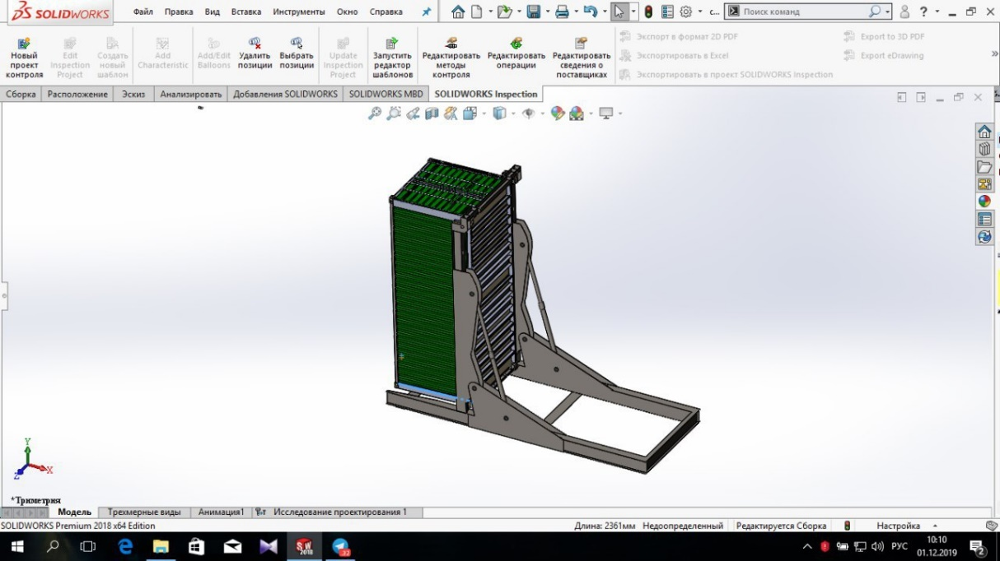 SOLIDWORKS Файл Правка Вид Вставка Инструменты Окно Справка с... Поиск команд ?
Новый проект контроля
Edit Inspection Project
Создать новый шаблон
Add Characteristic
Add/Edit Balloons
Удалить позиции
Выбрать позиции
Update Inspection Project
Запустить редактор шаблонов
Редактировать методы контроля
Редактировать операции
Редактировать сведения о поставщиках
Экспорт в формат 2D PDF
Экспортировать в Excel
Экспортировать в проект SOLIDWORKS Inspection
Export to 3D PDF
Export eDrawing
Сборка Расположение Эскиз Анализировать Добавления SOLIDWORKS SOLIDWORKS MBD SOLIDWORKS Inspection
Y
X
Z
*Триметрия
Модель Трехмерные виды Анимация1 Исследование проектирования 1
SOLIDWORKS Premium 2018 x64 Edition Длина: 2361мм Недоопределенный Редактируется Сборка Настройка
SW 2018
РУС
10:10
01.12.2019
2